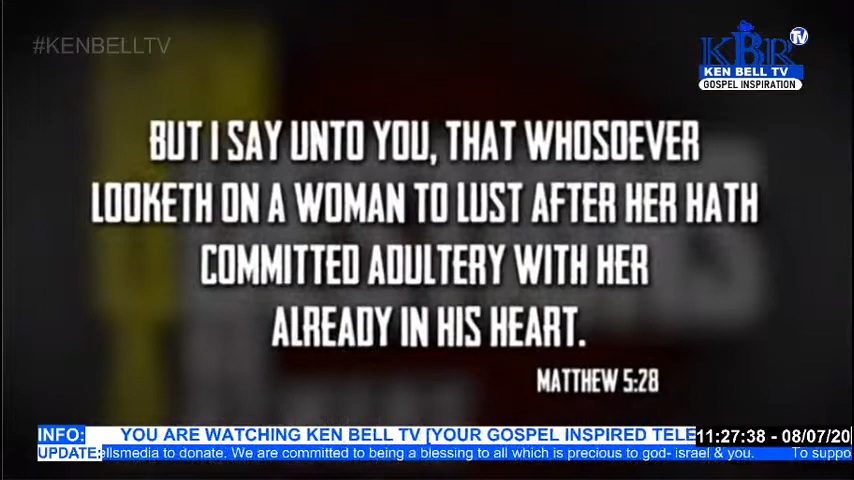 #KENBELLTV
KBR TV
KEN BELL TV
GOSPEL INSPIRATION
BUT I SAY UNTO YOU, THAT WHOSOEVER
LOOKETH ON A WOMAN TO LUST AFTER HER HATH
COMMITTED ADULTERY WITH HER
ALREADY IN HIS HEART.
MATTHEW 5:28
INFO: YOU ARE WATCHING KEN BELL TV [YOUR GOSPEL INSPIRED TELE 11:27:38 - 08/07/20
UPDATE: ellsmedia to donate. We are committed to being a blessing to all which is precious to god- israel & you. To suppo